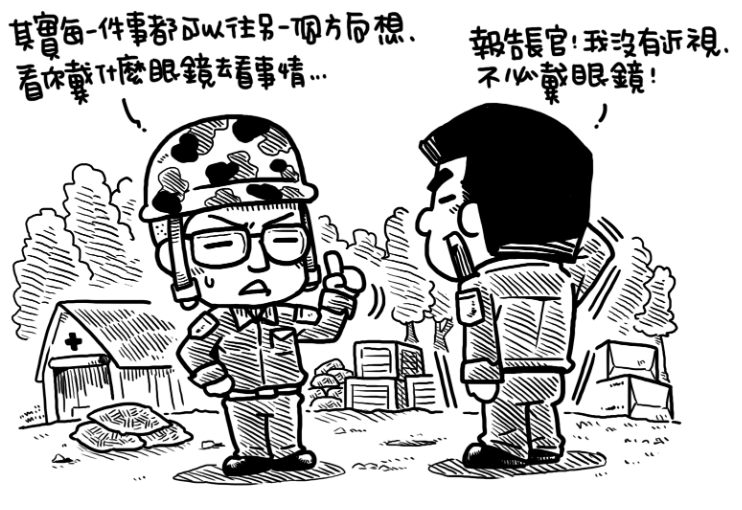 其實每一件事都可以往另一個方向想.
看你戴什麼眼鏡去看事情...
報告長官!我沒有近視.
不必戴眼鏡!